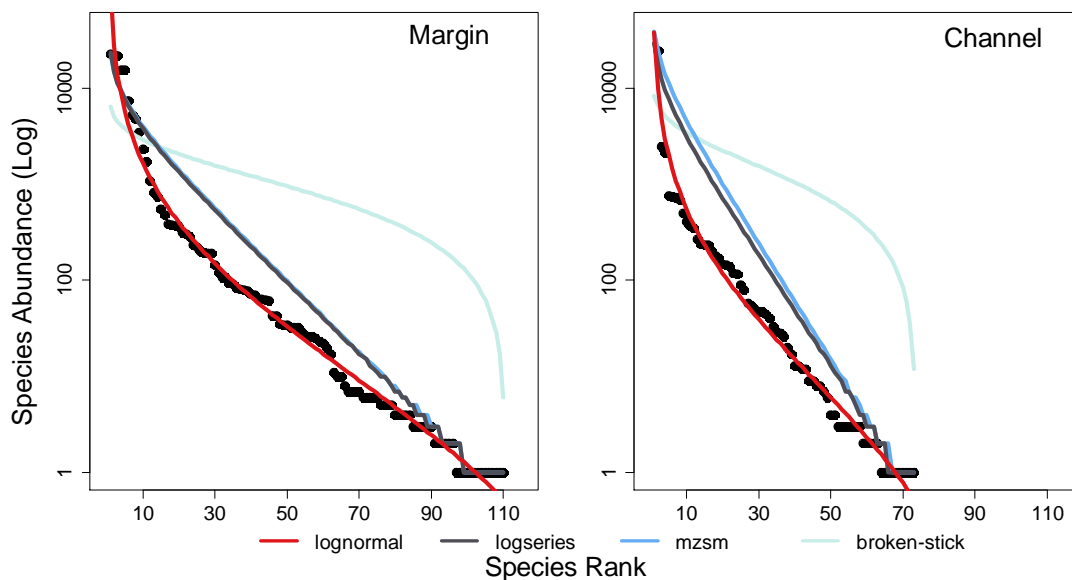 Margin
Channel
Species Abundance (Log)
10000
100
1
10000
100
1
10 30 50 70 90 110
10 30 50 70 90 110
lognormal logseries mzsm broken-stick
Species Rank